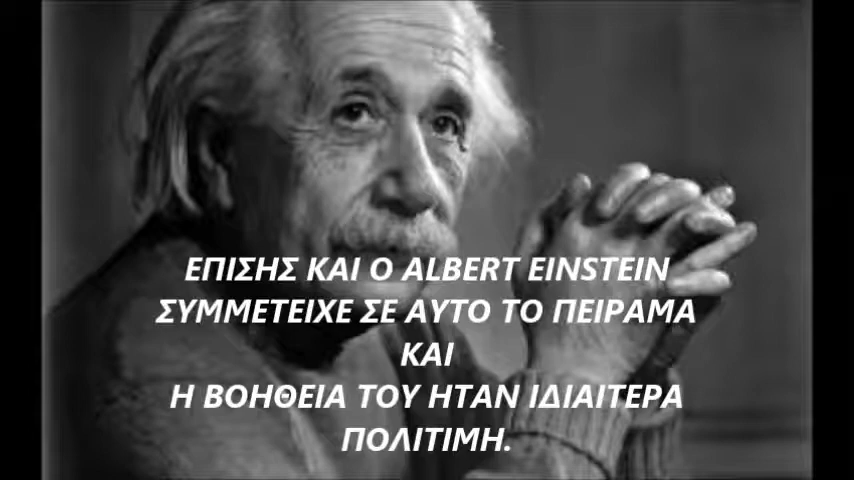 ΕΠΙΣΗΣ ΚΑΙ Ο ALBERT EINSTEIN
ΣΥΜΜΕΤΕΙΧΕ ΣΕ ΑΥΤΟ ΤΟ ΠΕΙΡΑΜΑ
ΚΑΙ
Η ΒΟΗΘΕΙΑ ΤΟΥ ΗΤΑΝ ΙΔΙΑΙΤΕΡΑ
ΠΟΛΙΤΙΜΗ.